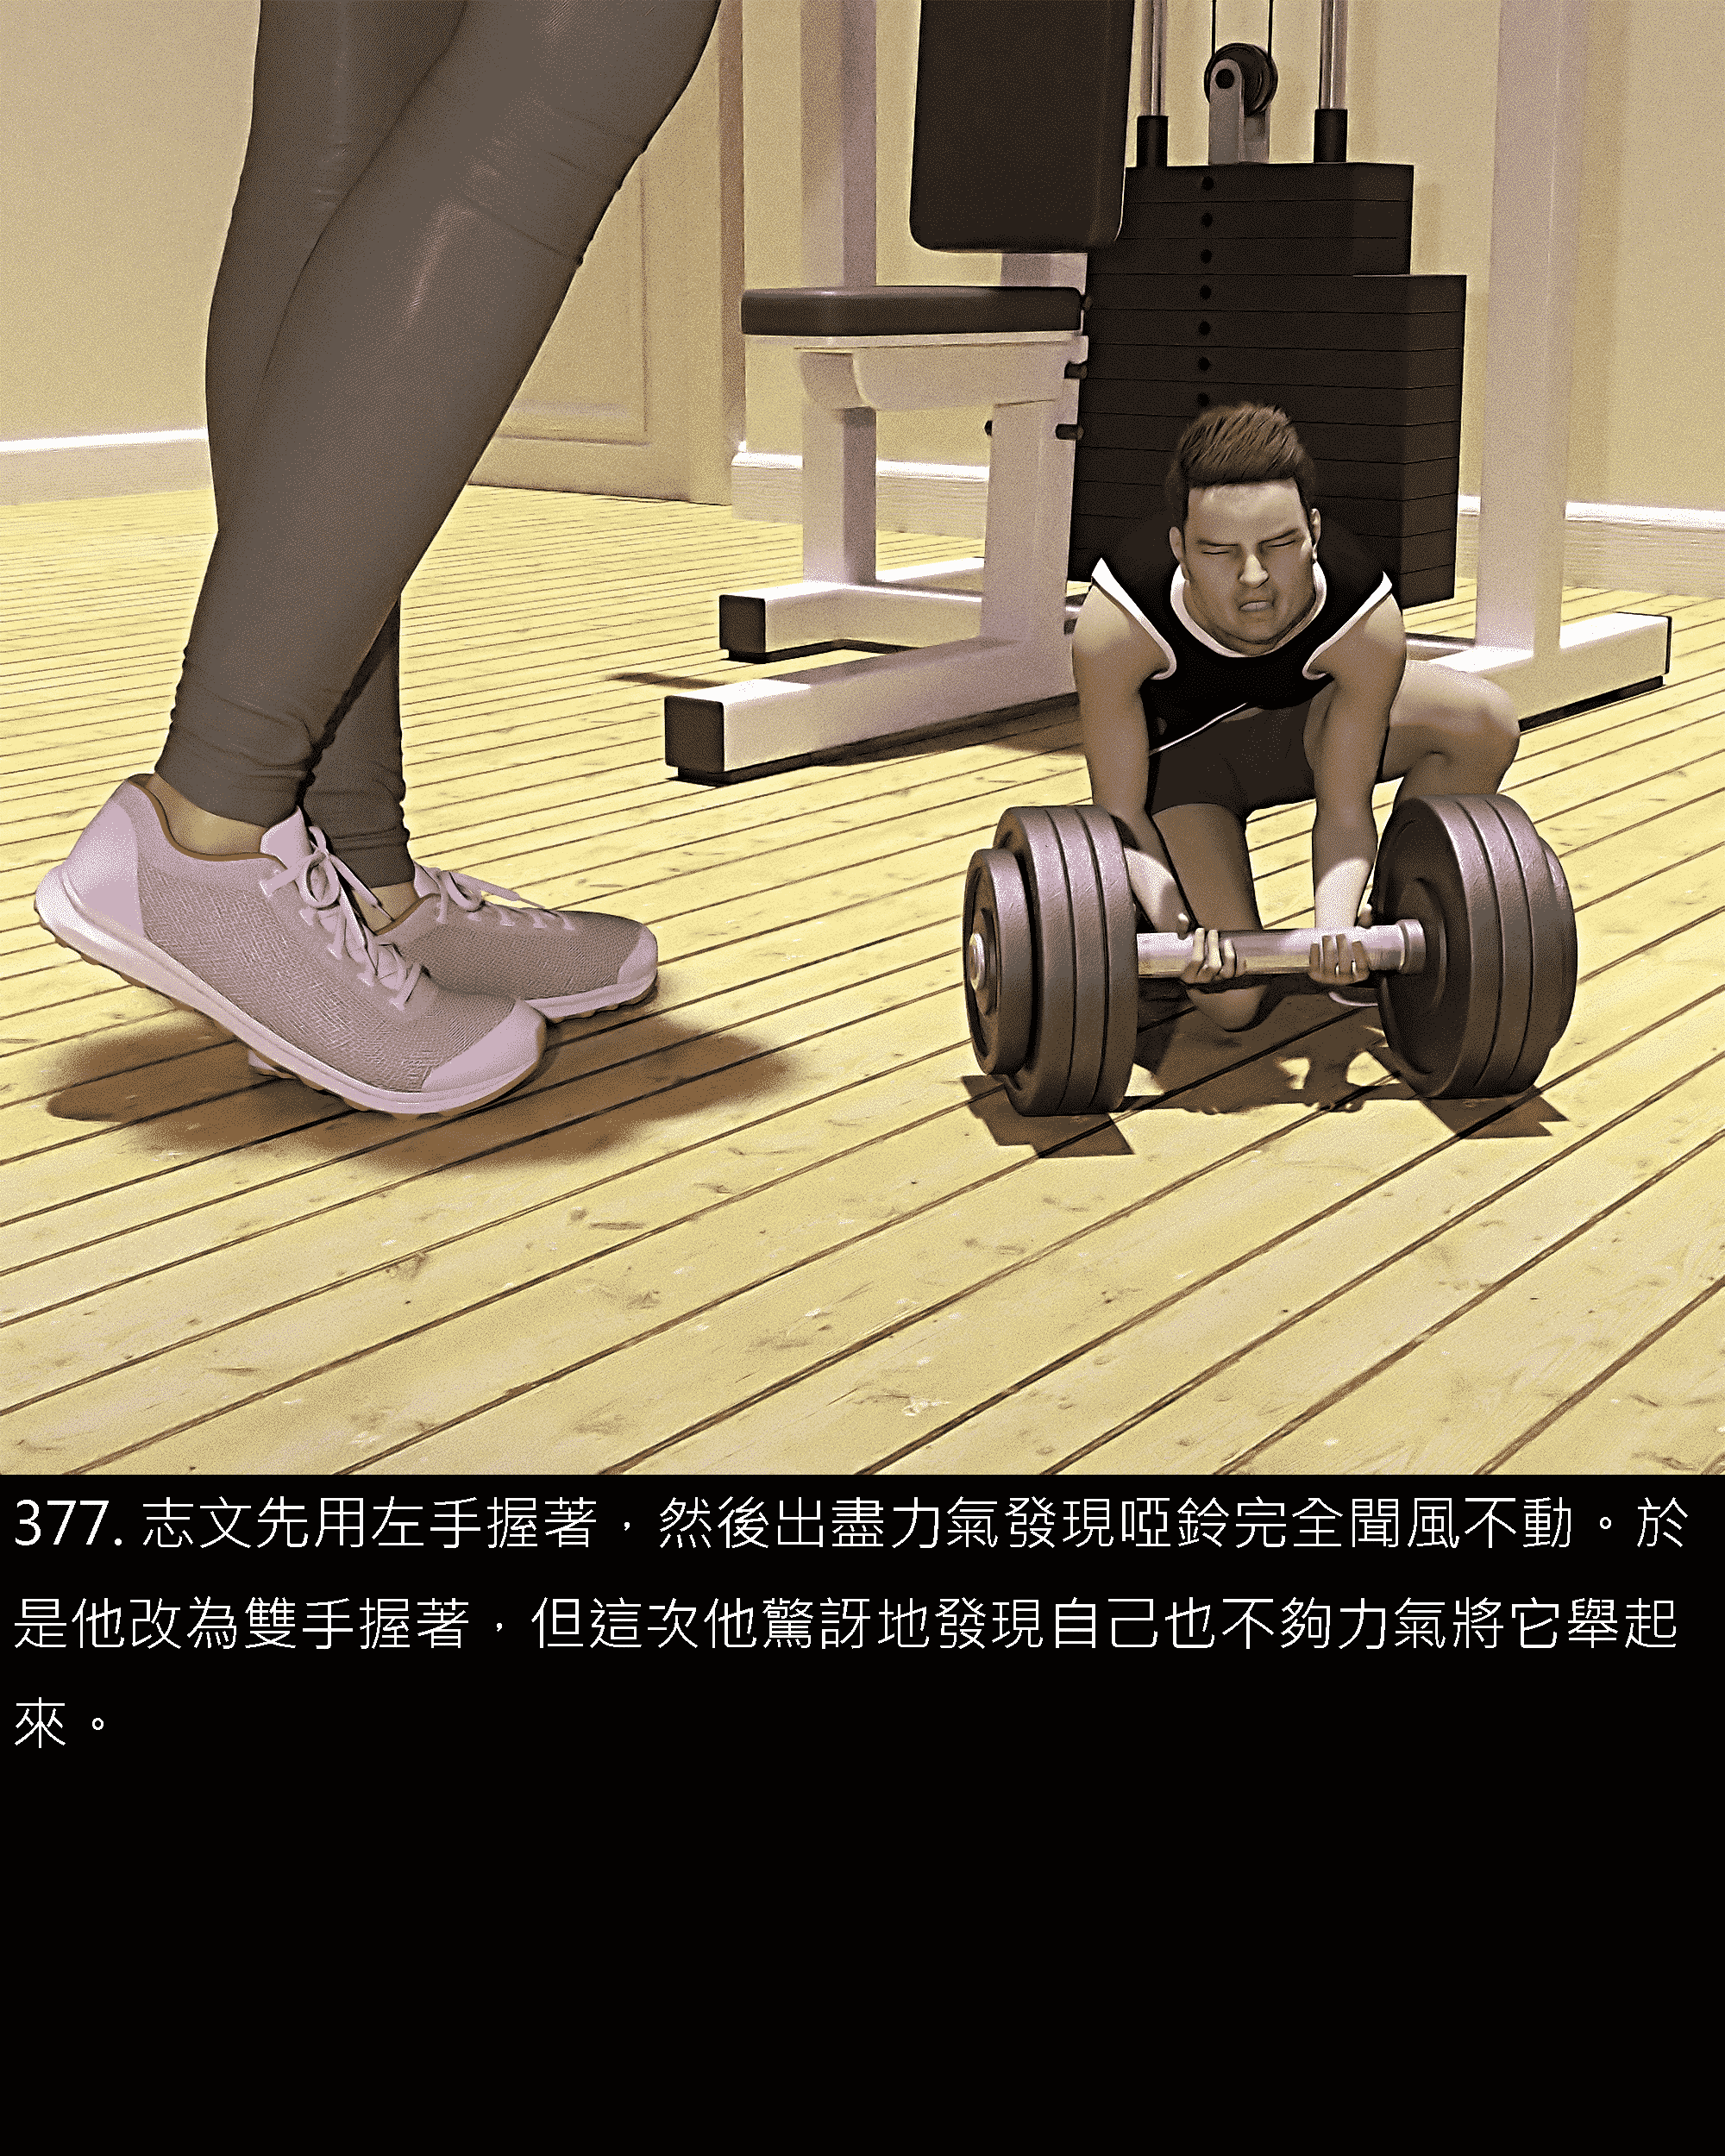 377. 志文先用左手握著，然後出盡力氣發現啞鈴完全聞風不動。於
是他改為雙手握著，但這次他驚訝地發現自己也不夠力氣將它舉起
來。